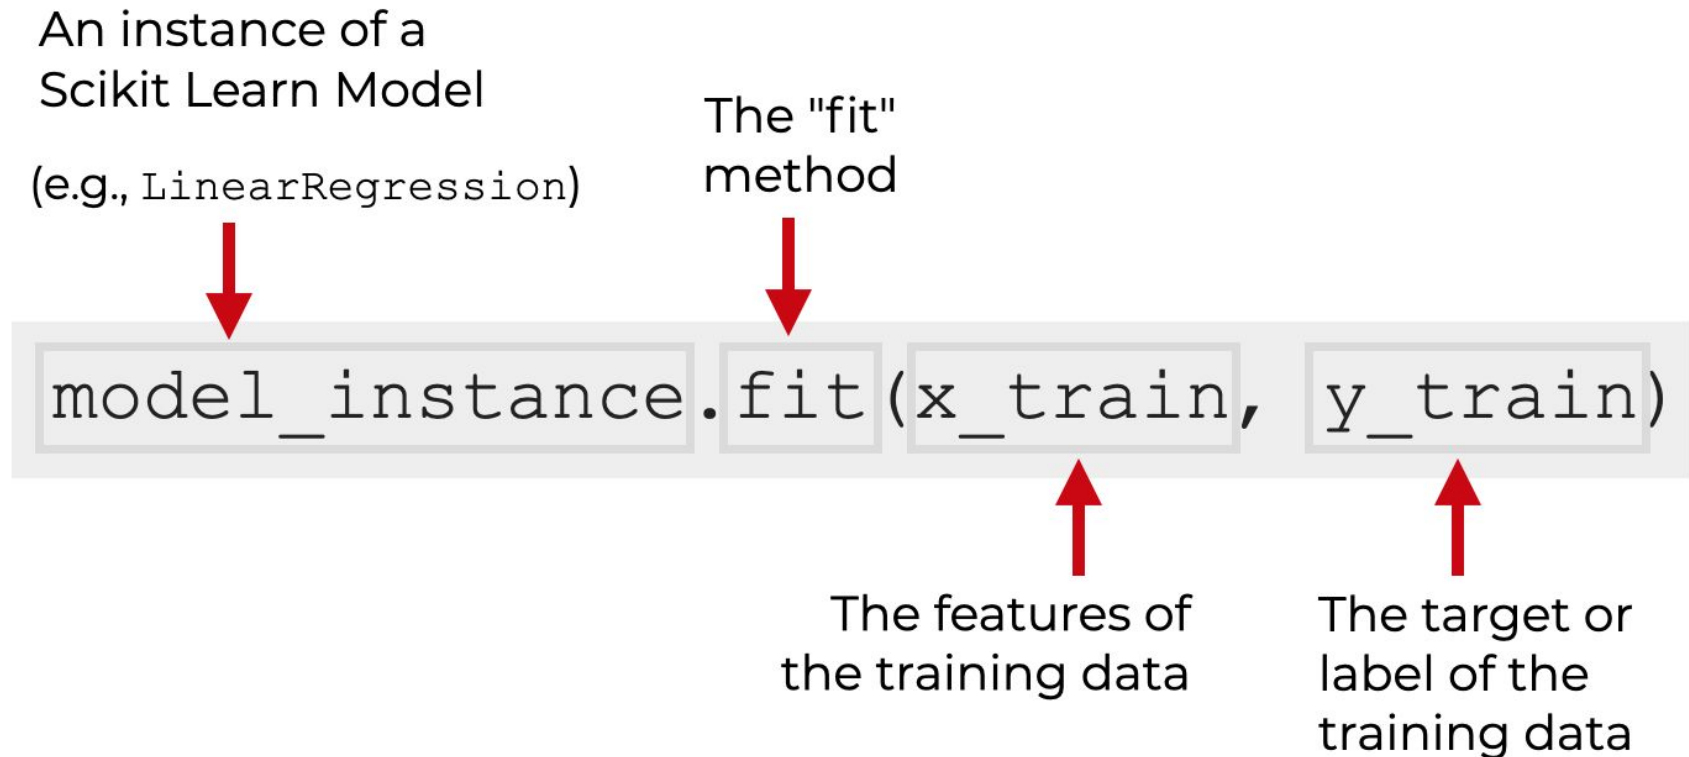 An instance of a
Scikit Learn Model
(e.g., LinearRegression)
The "fit"
method
model_instance.fit(x_train, y_train)
The features of
the training data
The target or
label of the
training data